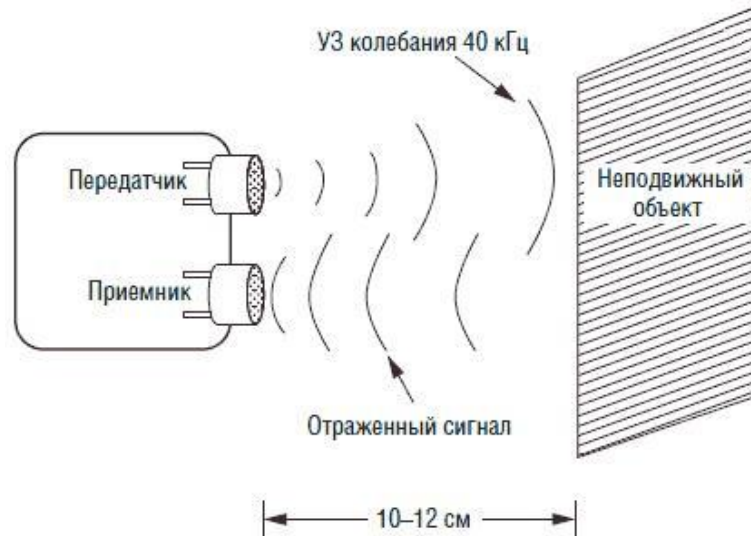 УЗ колебания 40 кГц
Передатчик
Неподвижный
объект
Приемник
Отраженный сигнал
10–12 см